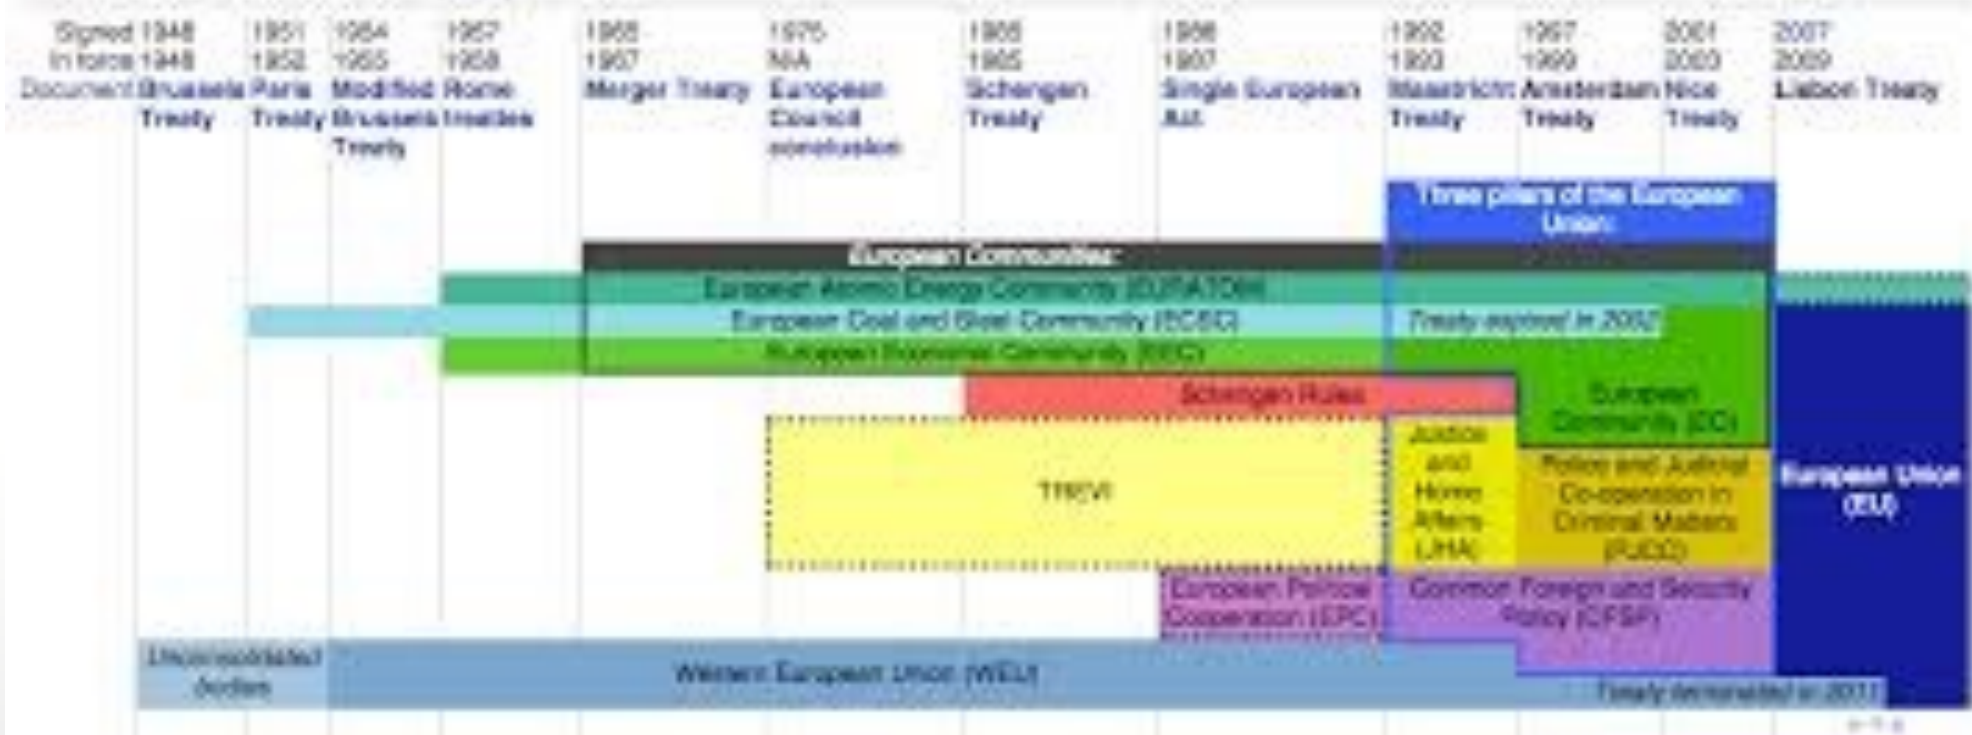 Signed 1948 1951 1954 1957 1965 1975 1985 1986 1992 1997 2001 2007
In force 1948 1952 1955 1958 1967 N/A 1995 1987 1993 1999 2003 2009
Document Brussels Paris Modified Rome Merger Treaty European Schengen Single European Maastricht Amsterdam Nice Lisbon Treaty
Treaty Treaty Brussels treaties Council Treaty Act Treaty Treaty Treaty
Treaty conclusion
Three pillars of the European
Union:
European Communities:
European Atomic Energy Community (EURATOM)
European Coal and Steel Community (ECSC) Treaty expired in 2002
European Economic Community (EEC)
Schengen Rules European
Community (EC)
TREVI
Justice
and
Home
Affairs
(JHA)
Police and Judicial
Co-operation in
Criminal Matters
(PJCC)
European Union
(EU)
European Political
Cooperation (EPC)
Common Foreign and Security
Policy (CFSP)
Unconsolidated
bodies
Western European Union (WEU)
Treaty terminated in 2011